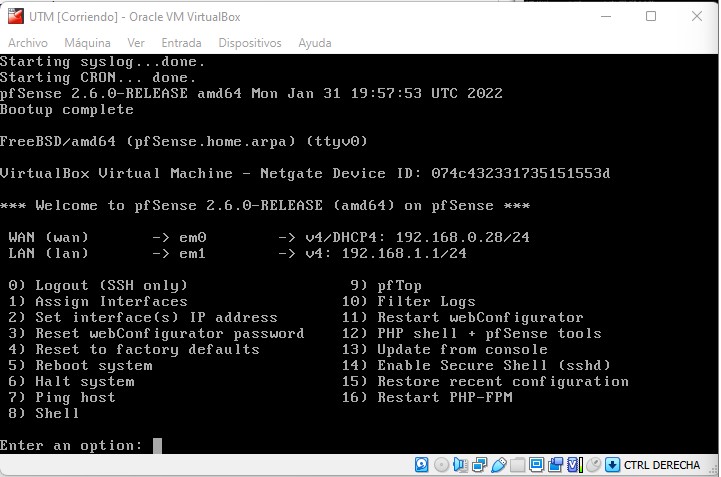 UTM [Corriendo] - Oracle VM VirtualBox
Archivo Máquina Ver Entrada Dispositivos Ayuda
Starting syslog...done.
Starting CRON... done.
pfSense 2.6.0-RELEASE amd64 Mon Jan 31 19:57:53 UTC 2022
Bootup complete
FreeBSD/amd64 (pfSense.home.arpa) (ttyv0)
VirtualBox Virtual Machine - Netgate Device ID: 074c432331735151553d
*** Welcome to pfSense 2.6.0-RELEASE (amd64) on pfSense ***
WAN (wan) -> em0 -> v4/DHCP4: 192.168.0.28/24
LAN (lan) -> em1 -> v4: 192.168.1.1/24
0) Logout (SSH only) 9) pfTop
1) Assign Interfaces 10) Filter Logs
2) Set interface(s) IP address 11) Restart webConfigurator
3) Reset webConfigurator password 12) PHP shell + pfSense tools
4) Reset to factory defaults 13) Update from console
5) Reboot system 14) Enable Secure Shell (sshd)
6) Halt system 15) Restore recent configuration
7) Ping host 16) Restart PHP-FPM
8) Shell
Enter an option:
CTRL DERECHA